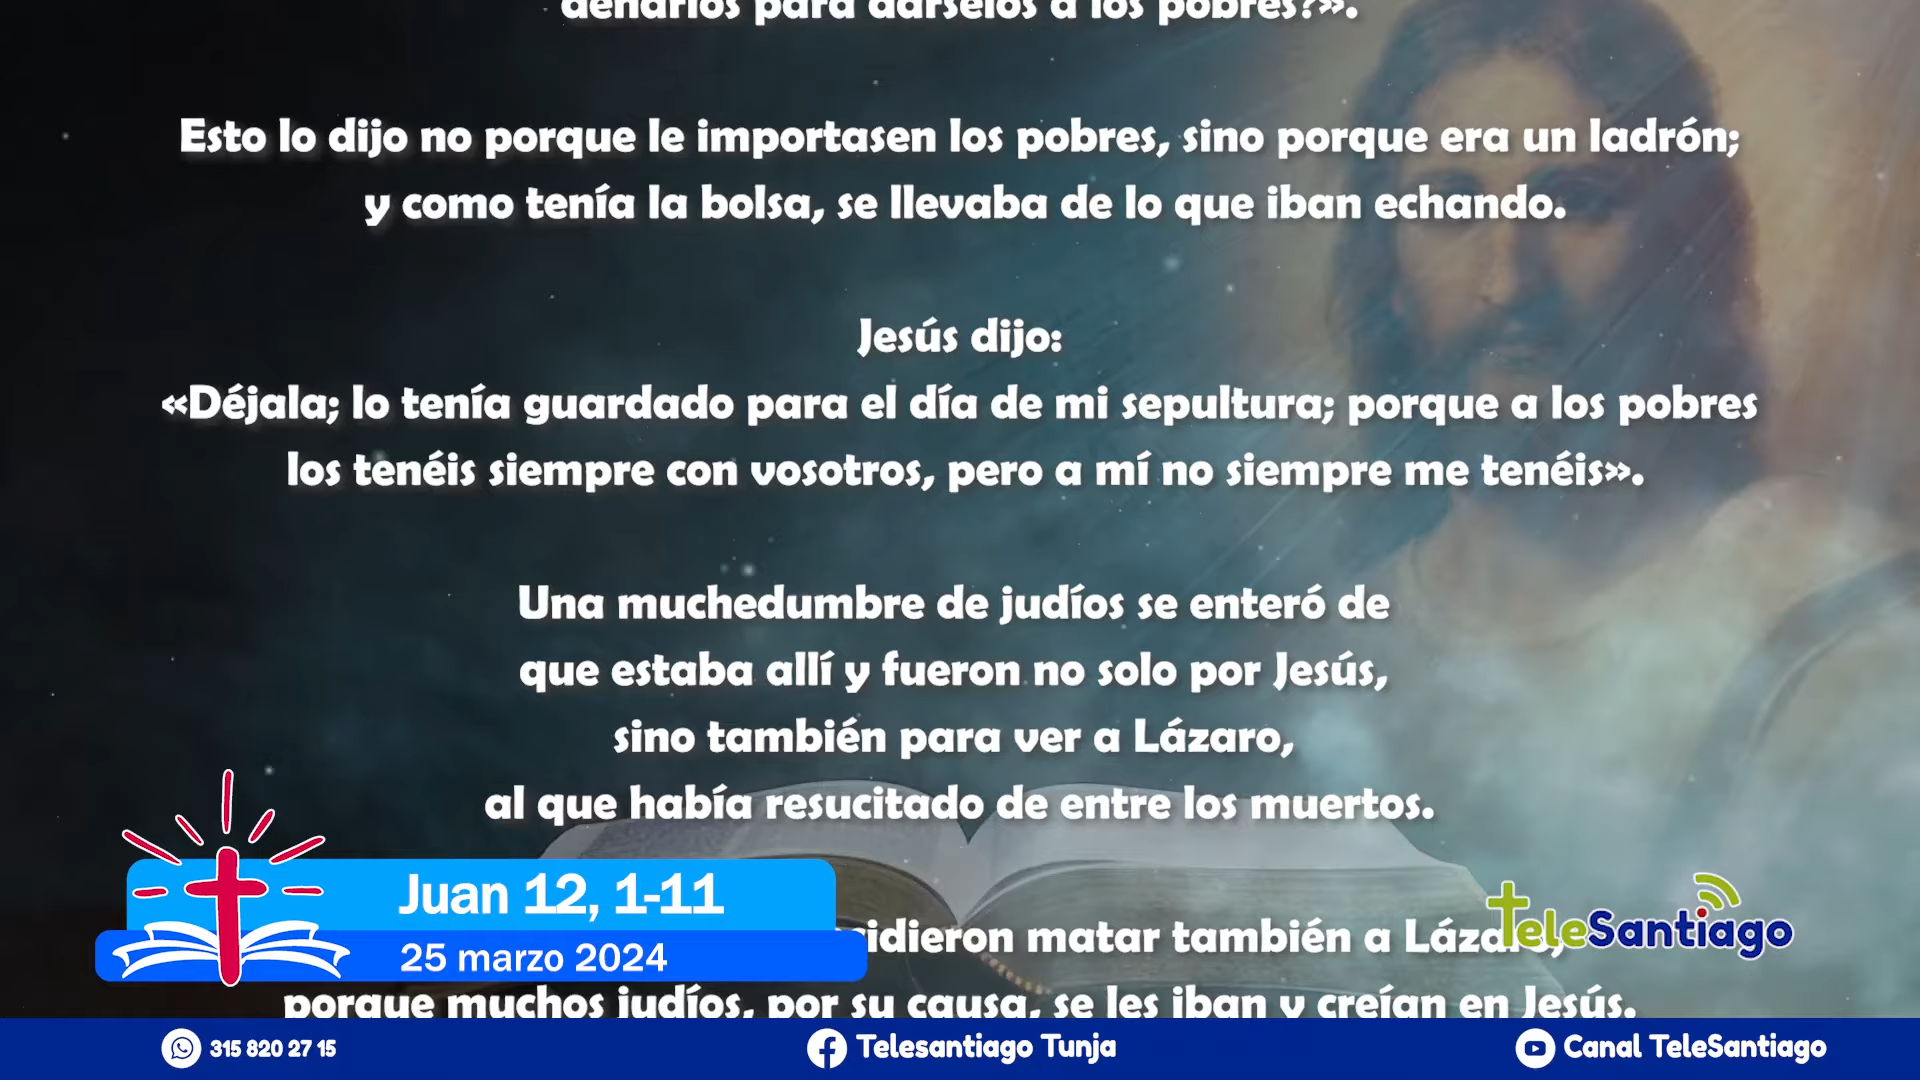 denarios para dárselos a los pobres?».
Esto lo dijo no porque le importasen los pobres, sino porque era un ladrón;
y como tenía la bolsa, se llevaba de lo que iban echando.
Jesús dijo:
«Déjala; lo tenía guardado para el día de mi sepultura; porque a los pobres
los tenéis siempre con vosotros, pero a mí no siempre me tenéis».
Una muchedumbre de judíos se enteró de
que estaba allí y fueron no solo por Jesús,
sino también para ver a Lázaro,
al que había resucitado de entre los muertos.
cidieron matar también a Lázaro,
porque muchos judíos, por su causa, se les iban y creían en Jesús.
Juan 12, 1-11
25 marzo 2024
TeleSantiago
315 820 27 15
Telesantiago Tunja
Canal TeleSantiago